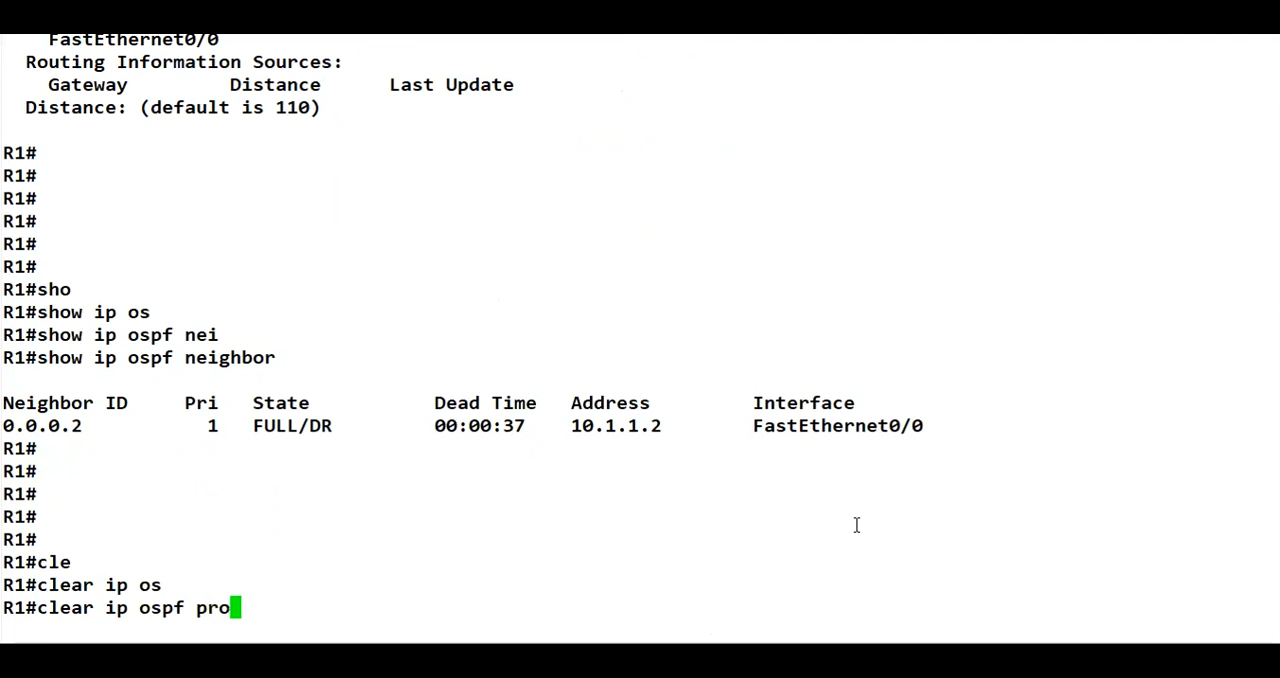 FastEthernet0/0
Routing Information Sources:
Gateway Distance Last Update
Distance: (default is 110)
R1#
R1#
R1#
R1#
R1#
R1#
R1#sho
R1#show ip os
R1#show ip ospf nei
R1#show ip ospf neighbor
Neighbor ID Pri State Dead Time Address Interface
0.0.0.2 1 FULL/DR 00:00:37 10.1.1.2 FastEthernet0/0
R1#
R1#
R1#
R1#
R1#
R1#cle
R1#clear ip os
R1#clear ip ospf pro